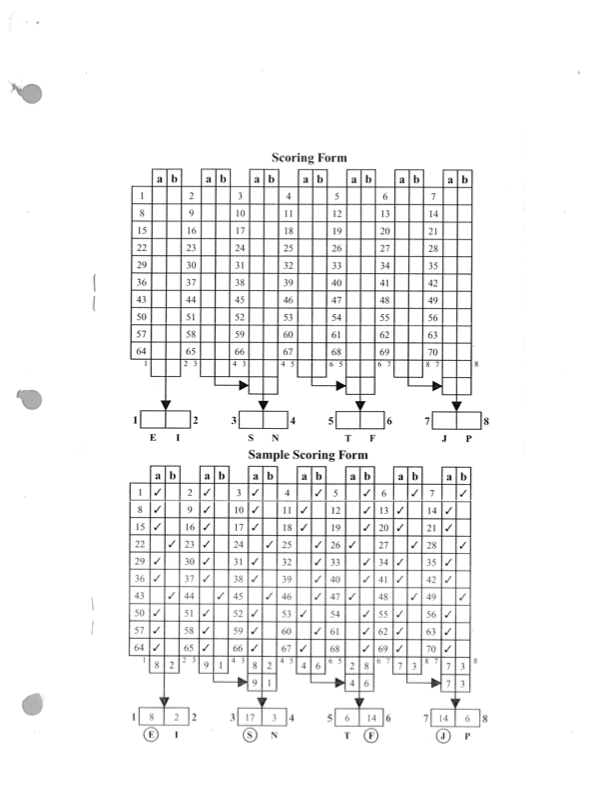 Scoring Form
a b a b a b a b a b a b a b
1 2 3 4 5 6 7
8 9 10 11 12 13 14
15 16 17 18 19 20 21
22 23 24 25 26 27 28
29 30 31 32 33 34 35
36 37 38 39 40 41 42
43 44 45 46 47 48 49
50 51 52 53 54 55 56
57 58 59 60 61 62 63
64 65 66 67 68 69 70
1 2 3 4 3 4 5 6 5 6 7 8 7 8
1 2 3 4 5 6 7 8
E I S N T F J P
Sample Scoring Form
a b a b a b a b a b a b a b
1 ✓ 2 ✓ 3 ✓ 4 ✓ 5 ✓ 6 ✓ 7 ✓
8 ✓ 9 ✓ 10 ✓ 11 ✓ 12 ✓ 13 ✓ 14 ✓
15 ✓ 16 ✓ 17 ✓ 18 ✓ 19 ✓ 20 ✓ 21 ✓
22 ✓ 23 ✓ 24 ✓ 25 ✓ 26 ✓ 27 ✓ 28 ✓
29 ✓ 30 ✓ 31 ✓ 32 ✓ 33 ✓ 34 ✓ 35 ✓
36 ✓ 37 ✓ 38 ✓ 39 ✓ 40 ✓ 41 ✓ 42 ✓
43 ✓ 44 ✓ 45 ✓ 46 ✓ 47 ✓ 48 ✓ 49 ✓
50 ✓ 51 ✓ 52 ✓ 53 ✓ 54 ✓ 55 ✓ 56 ✓
57 ✓ 58 ✓ 59 ✓ 60 ✓ 61 ✓ 62 ✓ 63 ✓
64 ✓ 65 ✓ 66 ✓ 67 ✓ 68 ✓ 69 ✓ 70 ✓
1 8 2 2 3 9 1 4 3 8 2 4 5 4 6 6 5 2 8 6 7 7 3 8 7 7 3 8
9 1 4 6 7 3
1 8 2 2 3 17 3 4 5 6 14 6 7 14 6 8
E I S N T F J P